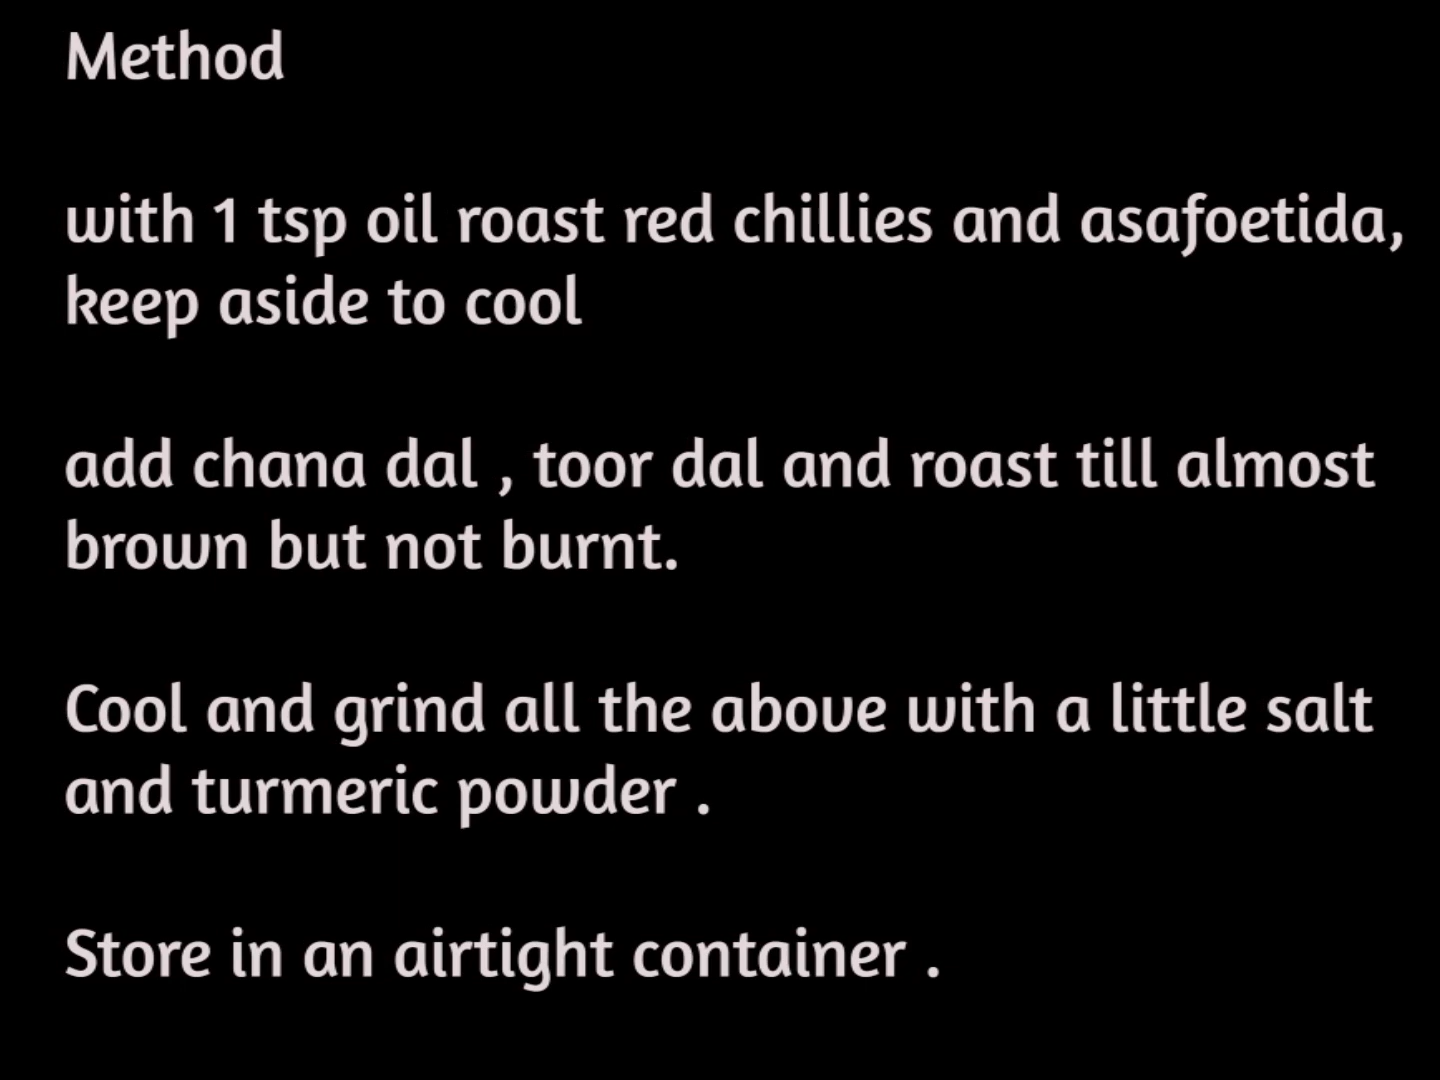 Method
with 1 tsp oil roast red chillies and asafoetida,
keep aside to cool
add chana dal , toor dal and roast till almost
brown but not burnt.
Cool and grind all the above with a little salt
and turmeric powder .
Store in an airtight container .